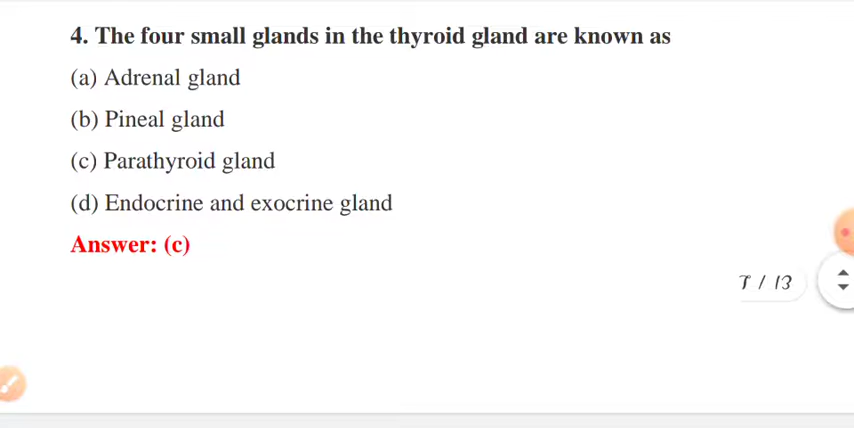 4. The four small glands in the thyroid gland are known as
(a) Adrenal gland
(b) Pineal gland
(c) Parathyroid gland
(d) Endocrine and exocrine gland
Answer: (c)
7 / 13